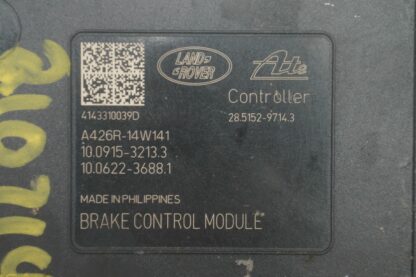 LAND-
ROVER
Ate
Controller
4143310039D
28.5152-9714.3
A426R-14W141
10.0915-3213.3
10.0622-3688.1
MADE IN PHILIPPINES
BRAKE CONTROL MODULE